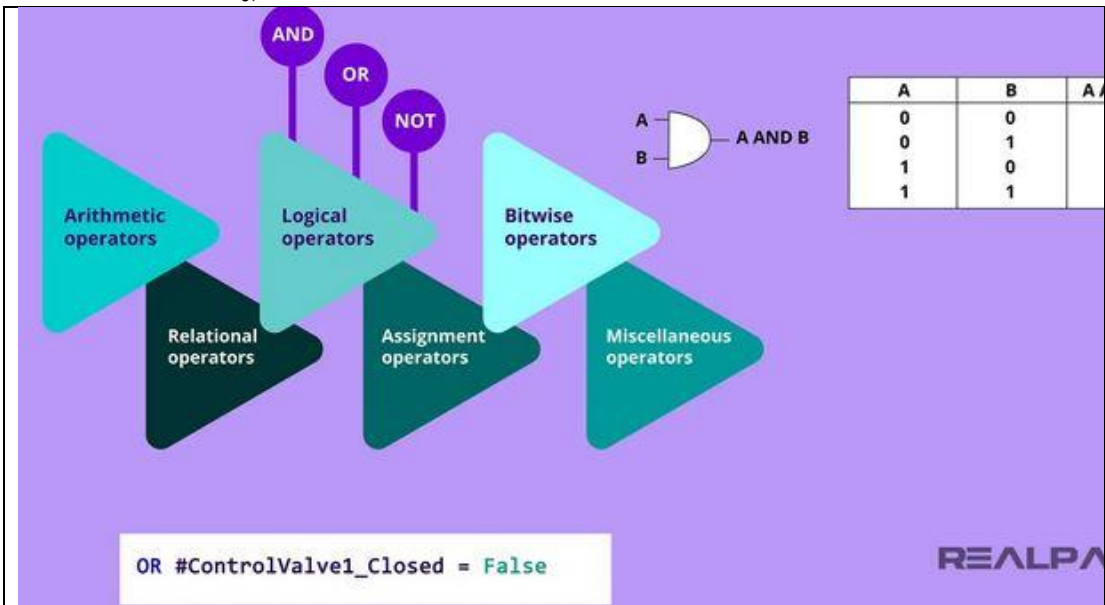 AND
OR
NOT
Arithmetic
operators
Logical
operators
Bitwise
operators
Relational
operators
Assignment
operators
Miscellaneous
operators
A
B
A AND B
A B A
0 0
0 1
1 0
1 1
OR #ControlValve1_Closed = False
REALPA